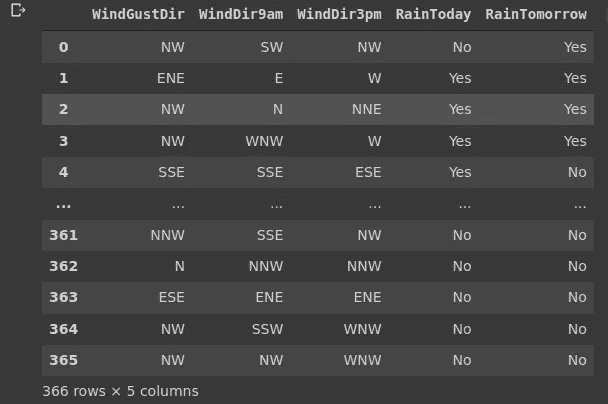 WindGustDir WindDir9am WindDir3pm RainToday RainTomorrow
0 NW SW NW No Yes
1 ENE E W Yes Yes
2 NW N NNE Yes Yes
3 NW WNW W Yes Yes
4 SSE SSE ESE Yes No
... ... ... ... ... ...
361 NNW SSE NW No No
362 N NNW NNW No No
363 ESE ENE ENE No No
364 NW SSW WNW No No
365 NW NW WNW No No
366 rows × 5 columns